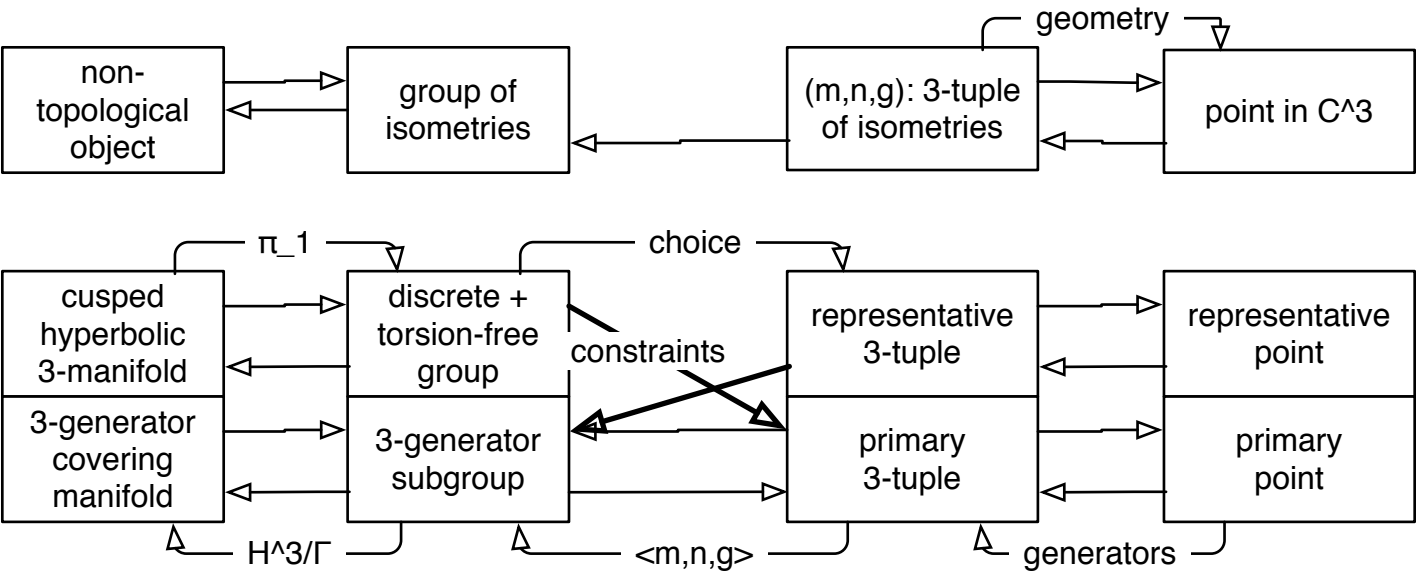 geometry
non-
topological
object
group of
isometries
(m,n,g): 3-tuple
of isometries
point in C^3
π_1
choice
cusped
hyperbolic
3-manifold
discrete +
torsion-free
group
constraints
representative
3-tuple
representative
point
3-generator
covering
manifold
3-generator
subgroup
primary
3-tuple
primary
point
H^3/Γ
<m,n,g>
generators